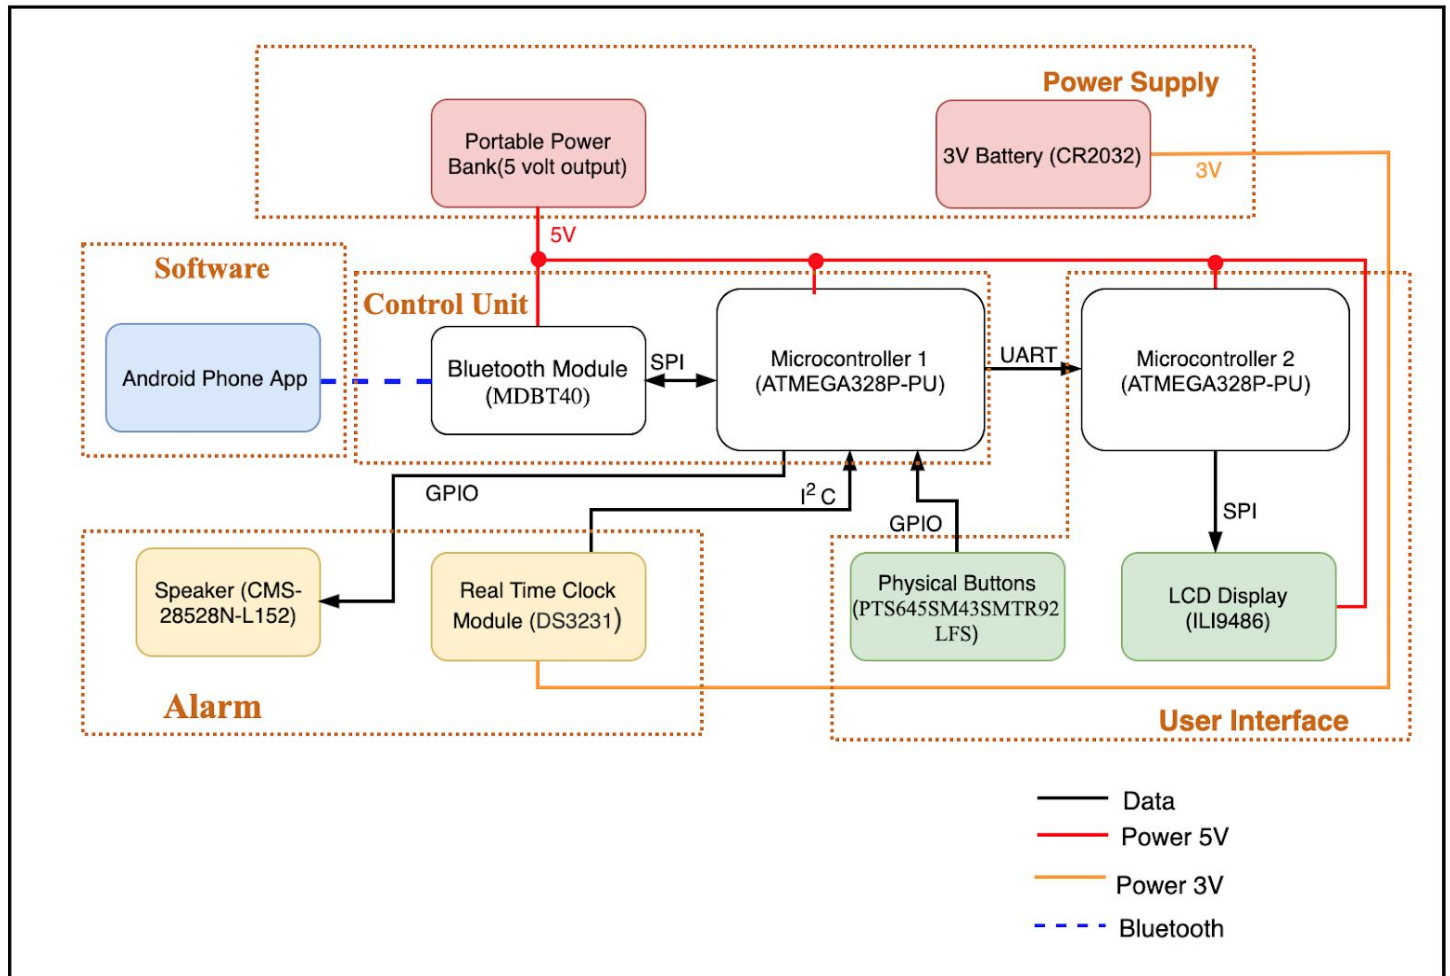 Power Supply
Portable Power
Bank(5 volt output)
3V Battery (CR2032)
3V
5V
Software
Control Unit
Android Phone App
Bluetooth Module
(MDBT40)
SPI
Microcontroller 1
(ATMEGA328P-PU)
UART
Microcontroller 2
(ATMEGA328P-PU)
GPIO
I² C
GPIO
SPI
Speaker (CMS-
28528N-L152)
Real Time Clock
Module (DS3231)
Physical Buttons
(PTS645SM43SMTR92
LFS)
LCD Display
(ILI9486)
Alarm
User Interface
Data
Power 5V
Power 3V
Bluetooth